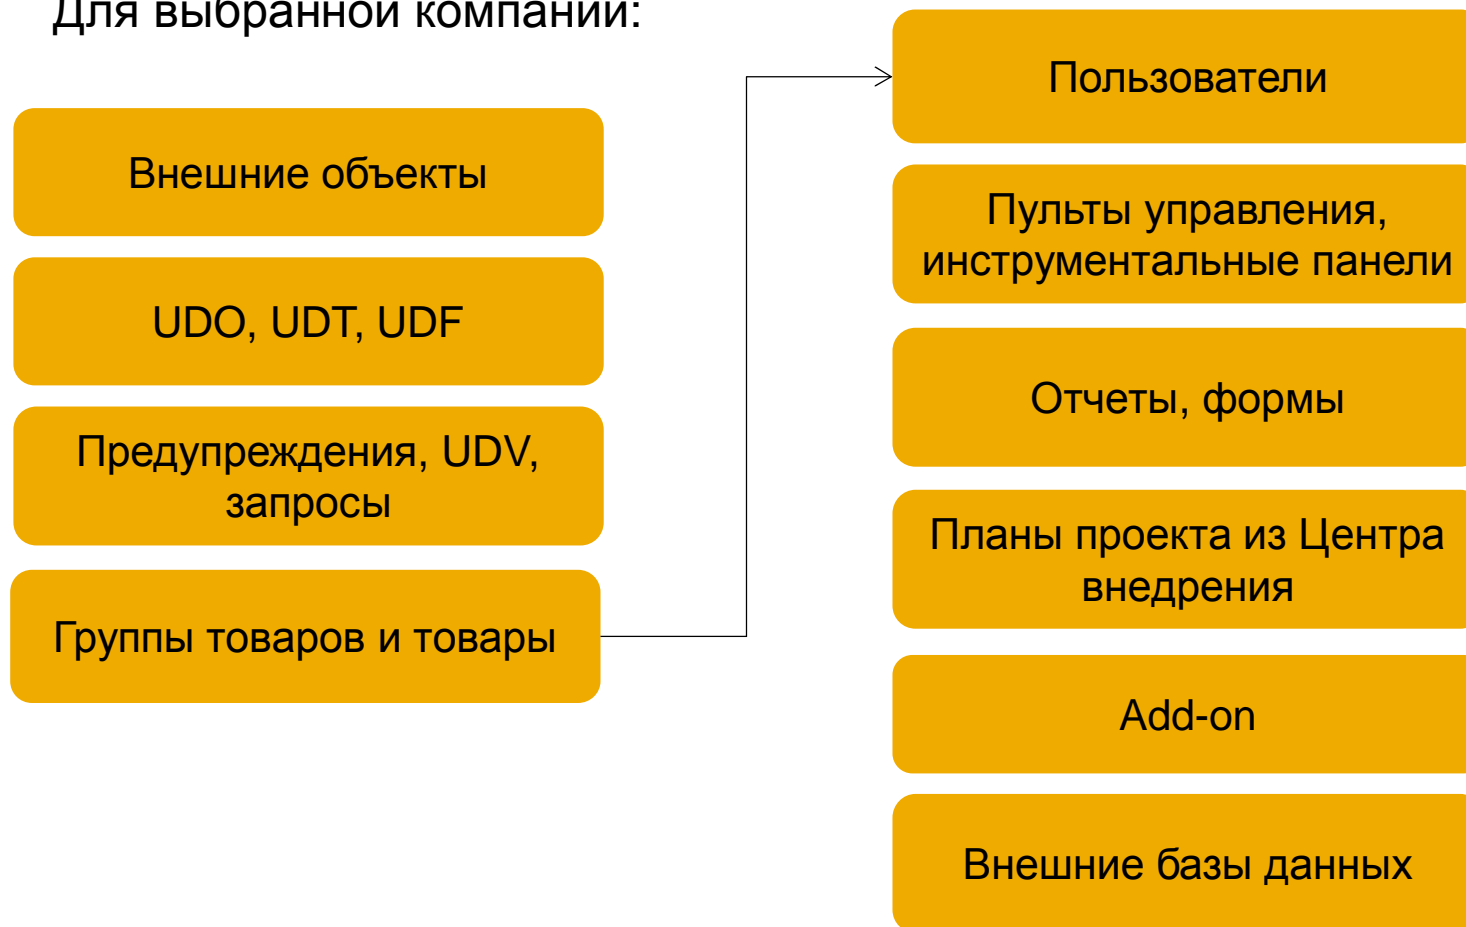 Для выбранной компании:
Внешние объекты
UDO, UDT, UDF
Предупреждения, UDV,
запросы
Группы товаров и товары
Пользователи
Пульты управления,
инструментальные панели
Отчеты, формы
Планы проекта из Центра
внедрения
Add-on
Внешние базы данных